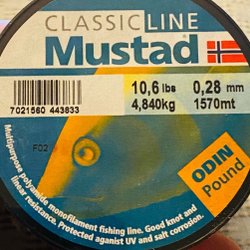 CLASSIC LINE
Mustad
10,6 lbs 0,28 mm
4,840kg 1570mt
7021560 443833
F02
ODIN
Pound
Multipurpose polyamide monofilament fishing line. Good knot and
linear resistance. Protected against UV and salt corrosion.